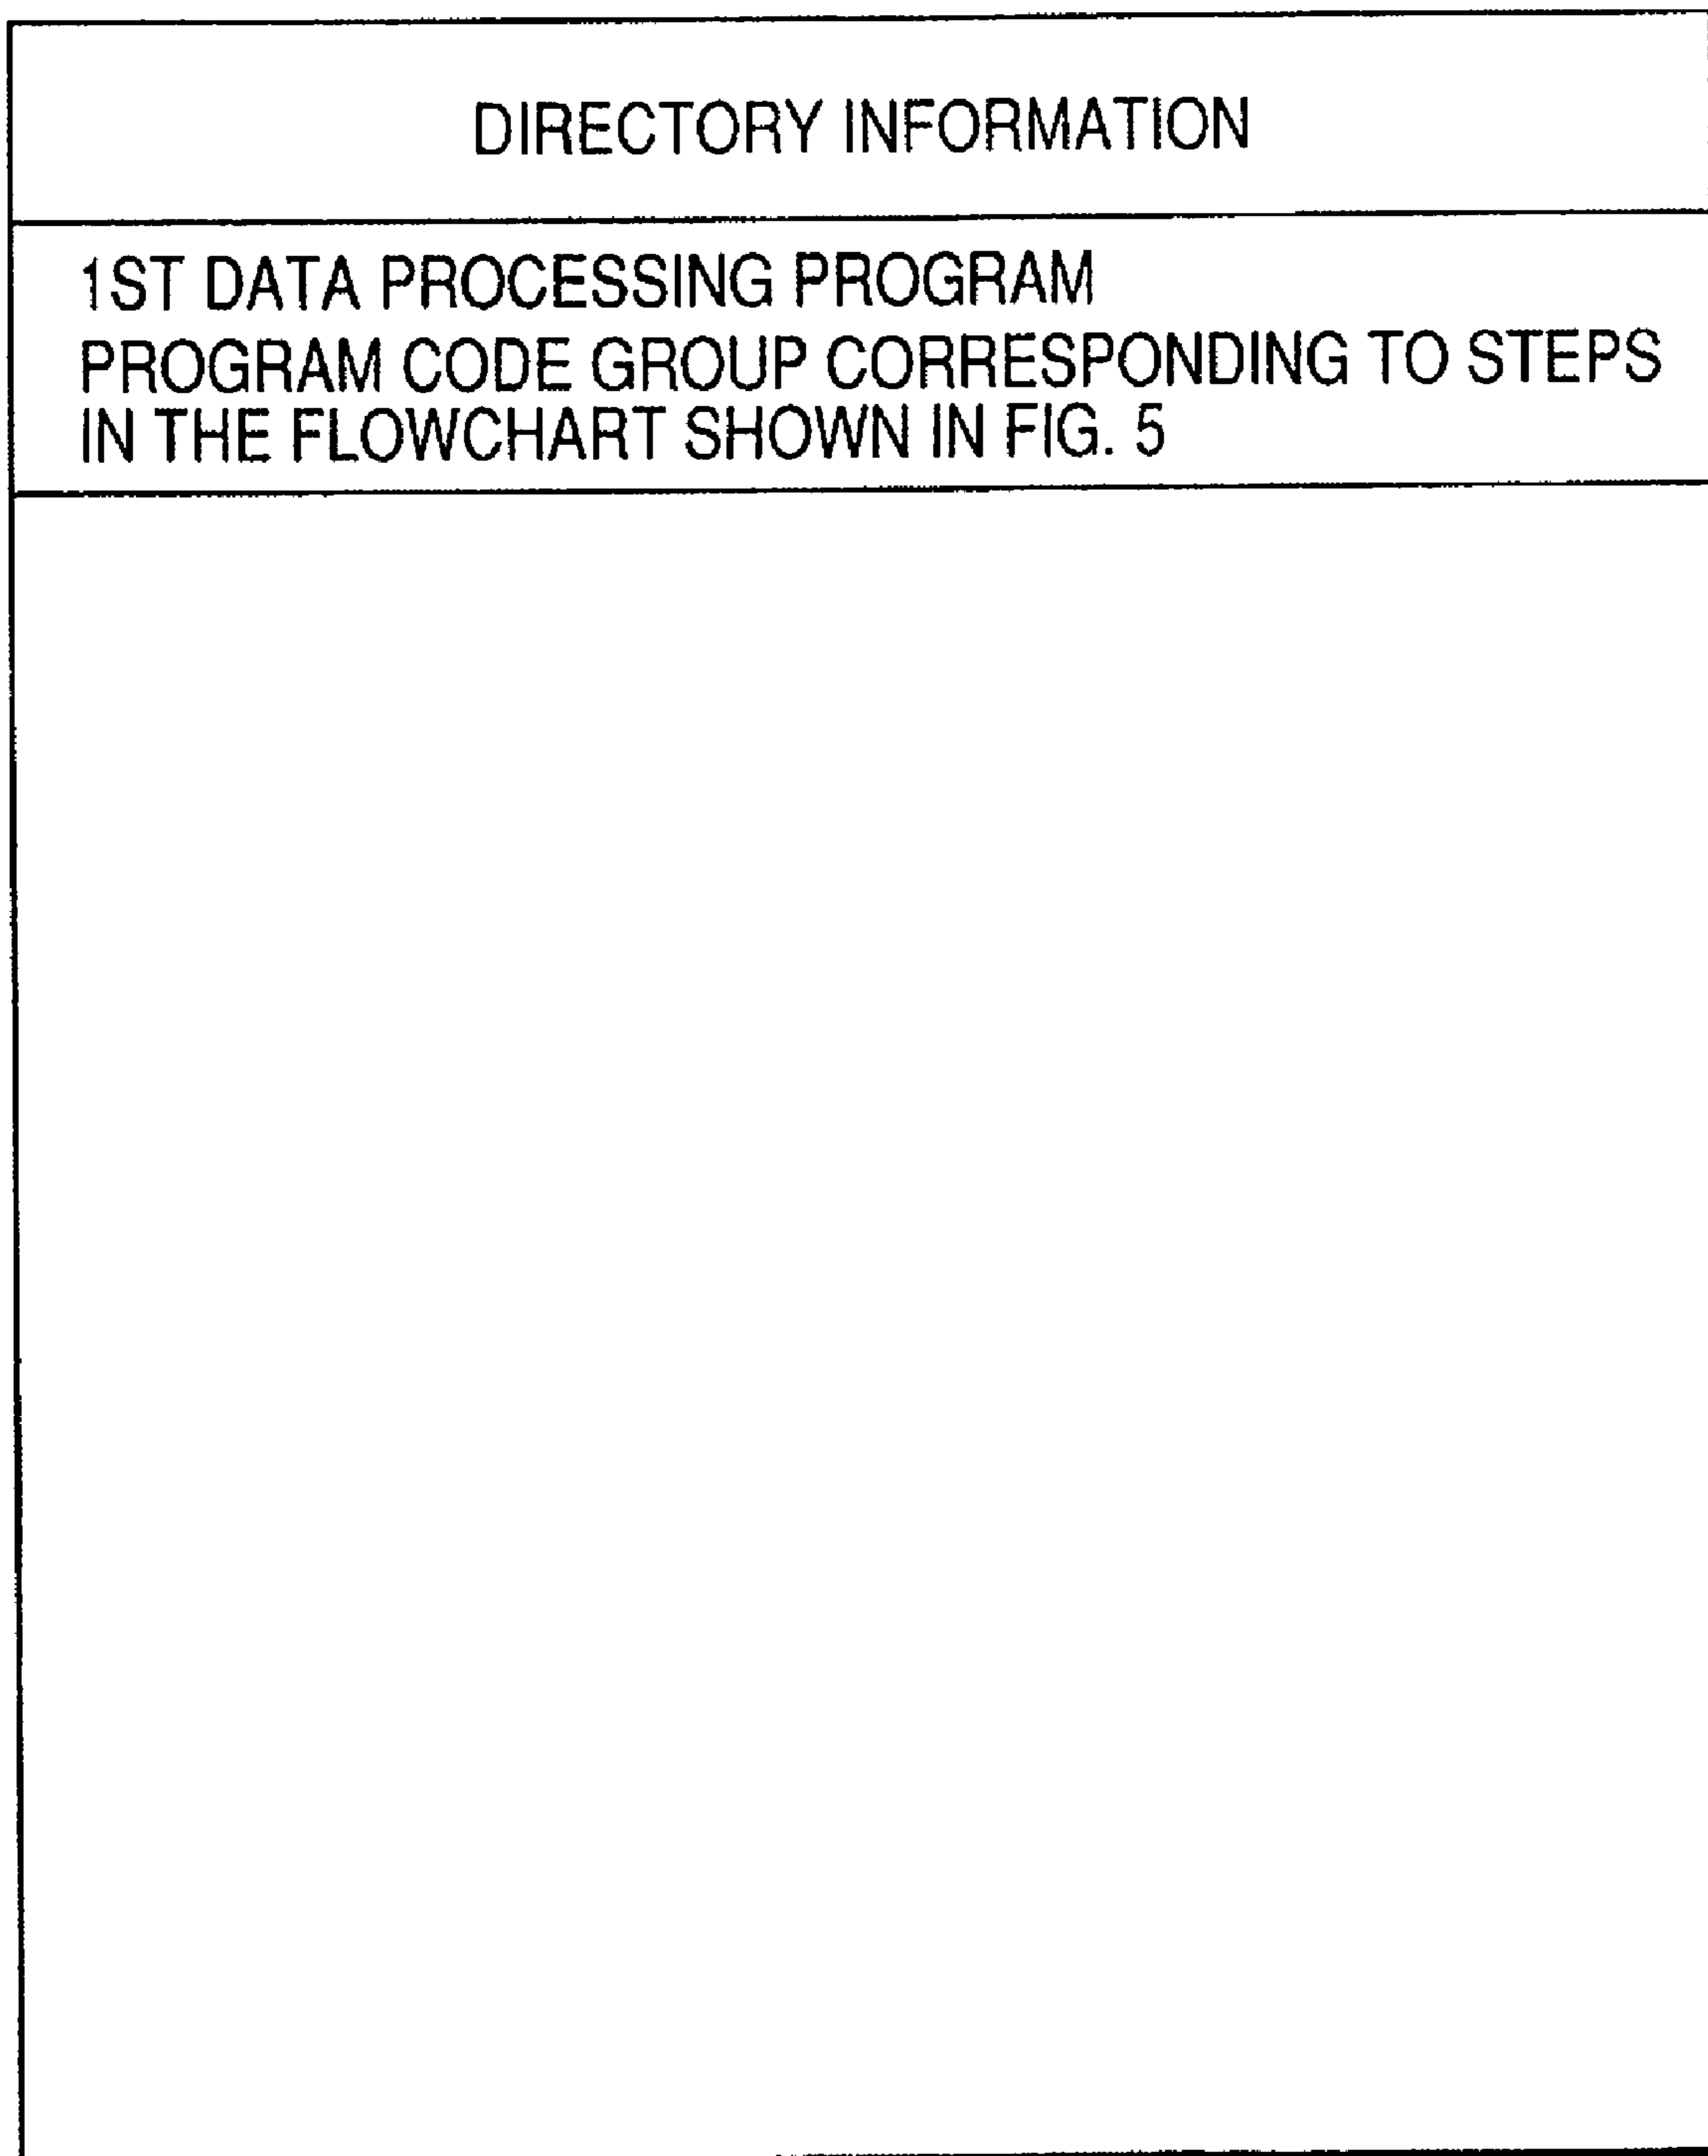 DIRECTORY INFORMATION
1ST DATA PROCESSING PROGRAM
PROGRAM CODE GROUP CORRESPONDING TO STEPS
IN THE FLOWCHART SHOWN IN FIG. 5